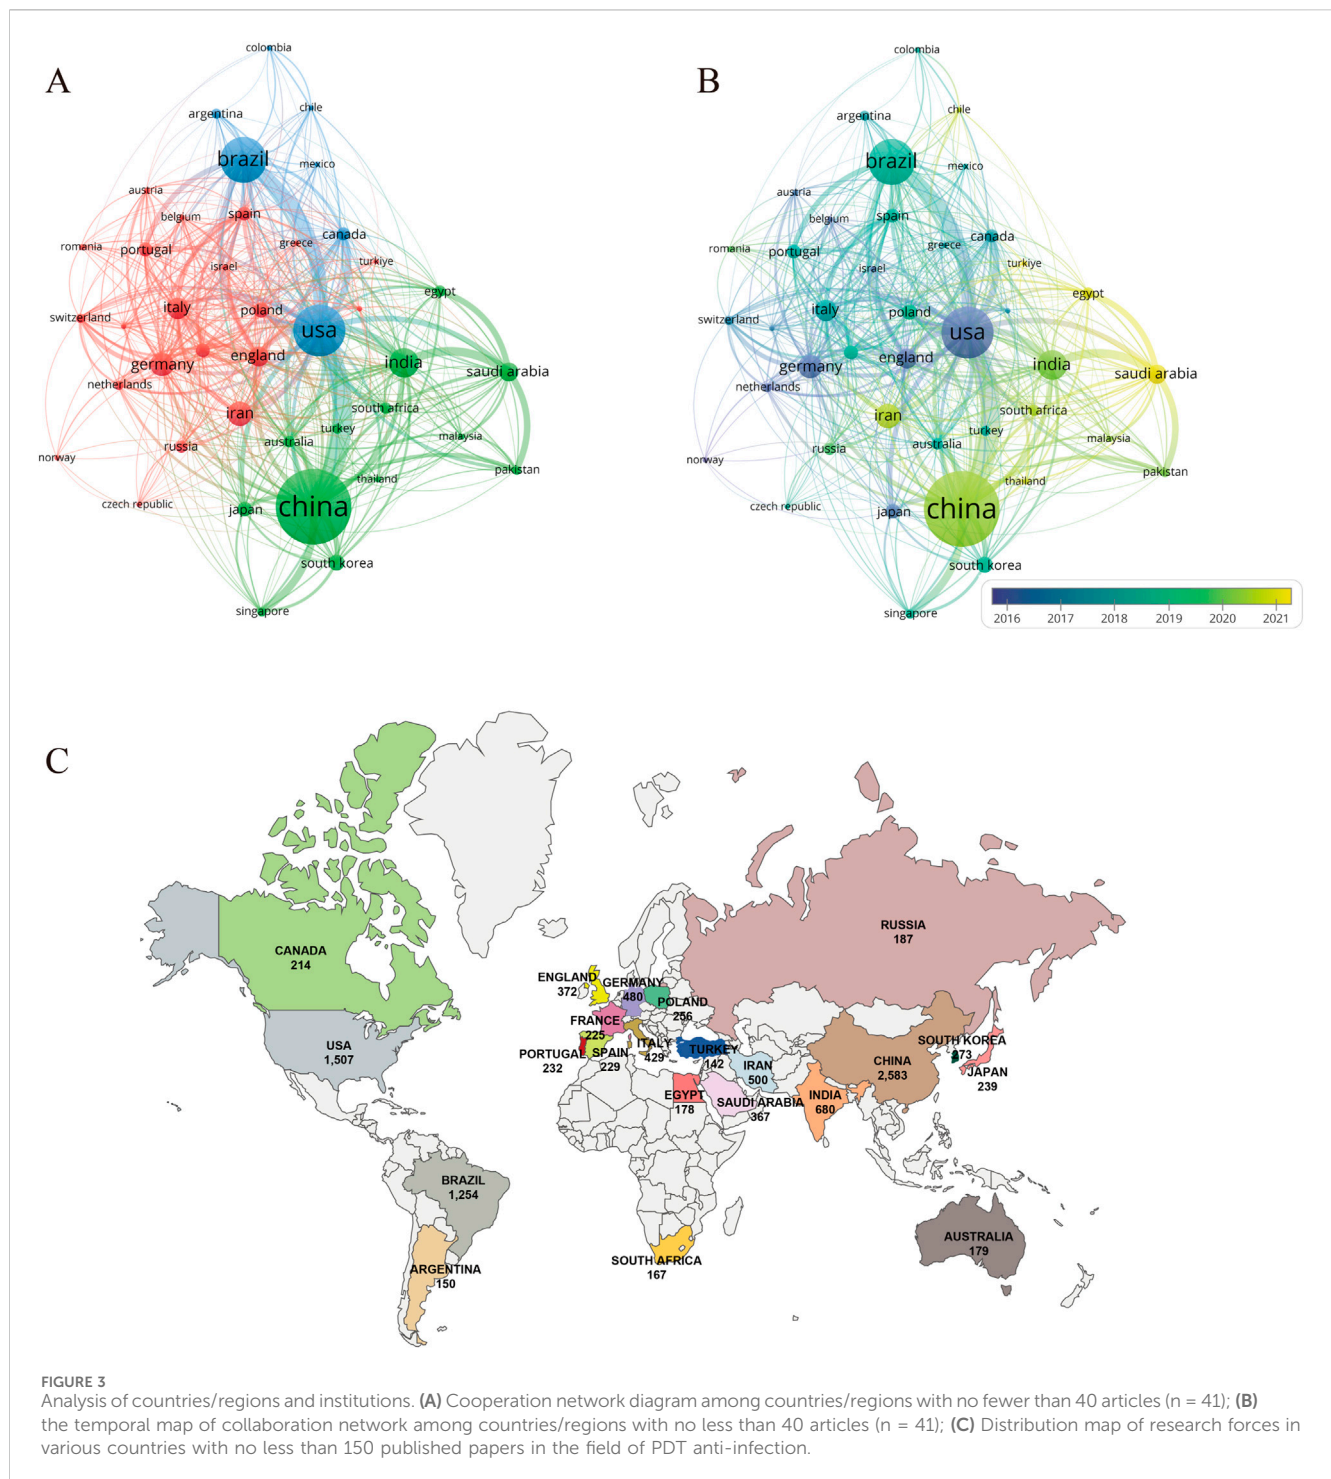 A
colombia
argentina
chile
brazil
mexico
austria
belgium
spain
canada
greece
romania
portugal
israel
turkiye
egypt
italy
poland
switzerland
usa
germany
england
india
saudi arabia
netherlands
iran
south africa
australia
turkey
malaysia
russia
norway
pakistan
thailand
czech republic
japan
china
south korea
singapore
B
colombia
chile
argentina
brazil
mexico
austria
belgium
spain
canada
greece
romania
portugal
israel
turkiye
egypt
italy
poland
switzerland
usa
germany
england
india
saudi arabia
netherlands
iran
south africa
australia
turkey
malaysia
russia
norway
pakistan
thailand
czech republic
japan
china
south korea
singapore
2016 2017 2018 2019 2020 2021
C
CANADA
214
USA
1,507
BRAZIL
1,254
ARGENTINA
150
ENGLAND
372
GERMANY
480
POLAND
256
FRANCE
225
PORTUGAL
232
SPAIN
229
ITALY
429
TURKEY
142
RUSSIA
187
IRAN
500
EGYPT
178
SAUDI ARABIA
367
INDIA
680
CHINA
2,583
SOUTH KOREA
273
JAPAN
239
SOUTH AFRICA
167
AUSTRALIA
179
FIGURE 3
Analysis of countries/regions and institutions. (A) Cooperation network diagram among countries/regions with no fewer than 40 articles (n = 41); (B)
the temporal map of collaboration network among countries/regions with no less than 40 articles (n = 41); (C) Distribution map of research forces in
various countries with no less than 150 published papers in the field of PDT anti-infection.